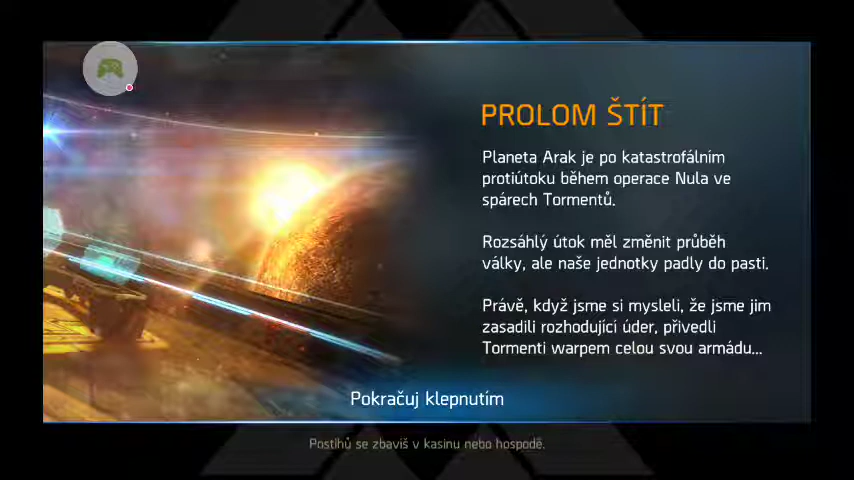 PROLOM ŠTÍT
Planeta Arak je po katastrofálním
protiútoku během operace Nula ve
spárech Tormentů.
Rozsáhlý útok měl změnit průběh
války, ale naše jednotky padly do pasti.
Právě, když jsme si mysleli, že jsme jim
zasadili rozhodující úder, přivedli
Tormenti warpem celou svou armádu...
Pokračuj klepnutím
Postihů se zbavíš v kasinu nebo hospodě.